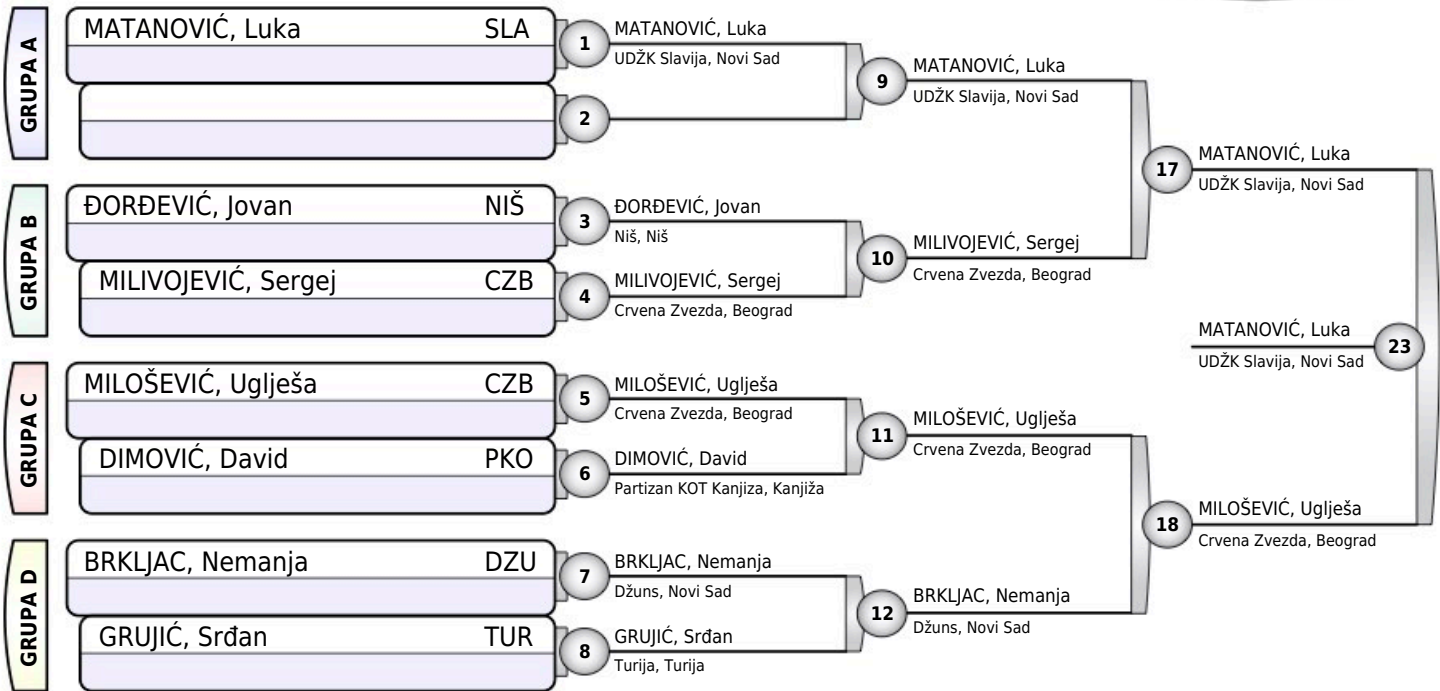 GRUPA A
MATANOVIĆ, Luka SLA
1
MATANOVIĆ, Luka
UDŽK Slavija, Novi Sad
2
9
MATANOVIĆ, Luka
UDŽK Slavija, Novi Sad
GRUPA B
ĐORĐEVIĆ, Jovan NIŠ
3
ĐORĐEVIĆ, Jovan
Niš, Niš
MILIVOJEVIĆ, Sergej CZB
4
MILIVOJEVIĆ, Sergej
Crvena Zvezda, Beograd
10
MILIVOJEVIĆ, Sergej
Crvena Zvezda, Beograd
17
MATANOVIĆ, Luka
UDŽK Slavija, Novi Sad
GRUPA C
MILOŠEVIĆ, Uglješa CZB
5
MILOŠEVIĆ, Uglješa
Crvena Zvezda, Beograd
DIMOVIĆ, David PKO
6
DIMOVIĆ, David
Partizan KOT Kanjiza, Kanjiža
11
MILOŠEVIĆ, Uglješa
Crvena Zvezda, Beograd
GRUPA D
BRKLJAC, Nemanja DZU
7
BRKLJAC, Nemanja
Džuns, Novi Sad
GRUJIĆ, Srđan TUR
8
GRUJIĆ, Srđan
Turija, Turija
12
BRKLJAC, Nemanja
Džuns, Novi Sad
18
MILOŠEVIĆ, Uglješa
Crvena Zvezda, Beograd
MATANOVIĆ, Luka
UDŽK Slavija, Novi Sad
23